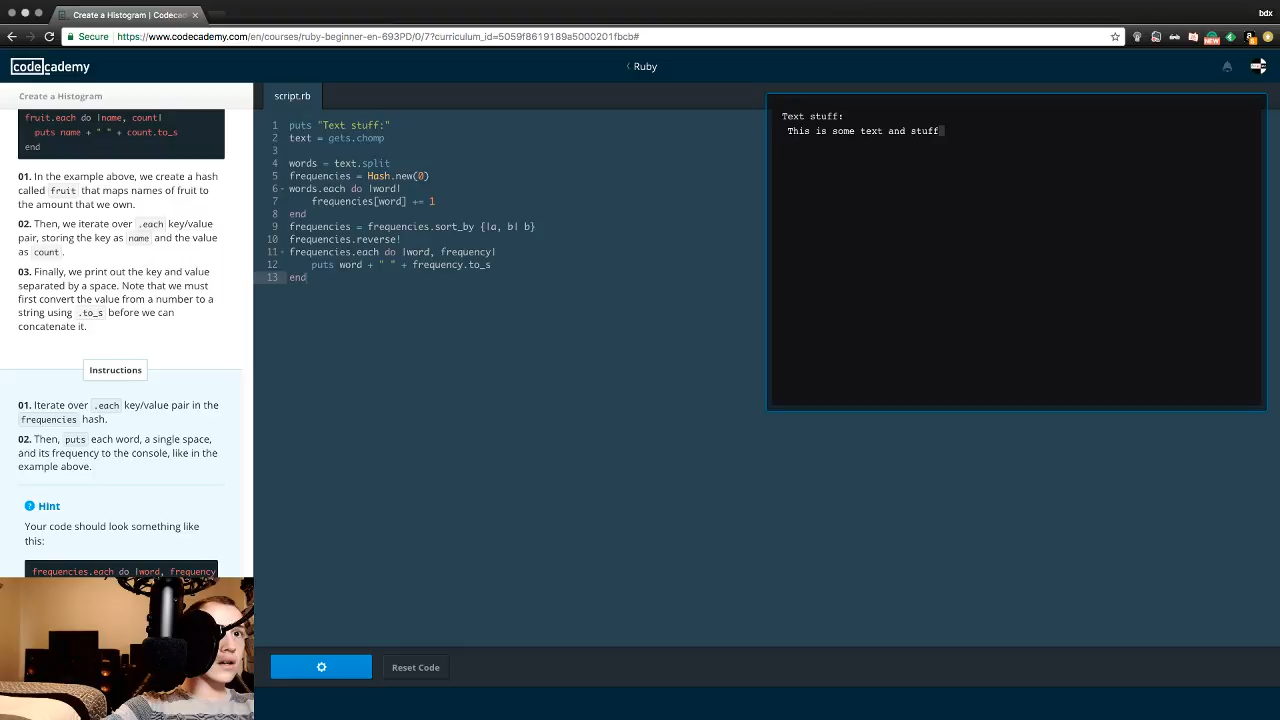 Create a Histogram | Codecac
bdx
Secure
https://www.codecademy.com/en/courses/ruby-beginner-en-693PD/0/7?curriculum_id=5059f8619189a5000201fbcb#
NEW
codecademy
Ruby
Create a Histogram
fruit.each do |name, count|
puts name + " " + count.to_s
end
01. In the example above, we create a hash
called fruit that maps names of fruit to
the amount that we own.
02. Then, we iterate over .each key/value
pair, storing the key as name and the value
as count.
03. Finally, we print out the key and value
separated by a space. Note that we must
first convert the value from a number to a
string using .to_s before we can
concatenate it.
Instructions
01. Iterate over .each key/value pair in the
frequencies hash.
02. Then, puts each word, a single space,
and its frequency to the console, like in the
example above.
? Hint
Your code should look something like
this:
frequencies.each do |word, frequency
script.rb
1 puts "Text stuff:"
2 text = gets.chomp
3
4 words = text.split
5 frequencies = Hash.new(0)
6 words.each do |word|
7 frequencies[word] += 1
8 end
9 frequencies = frequencies.sort_by {|a, b| b}
10 frequencies.reverse!
11 frequencies.each do |word, frequency|
12 puts word + " " + frequency.to_s
13 end
Text stuff:
This is some text and stuff
Reset Code